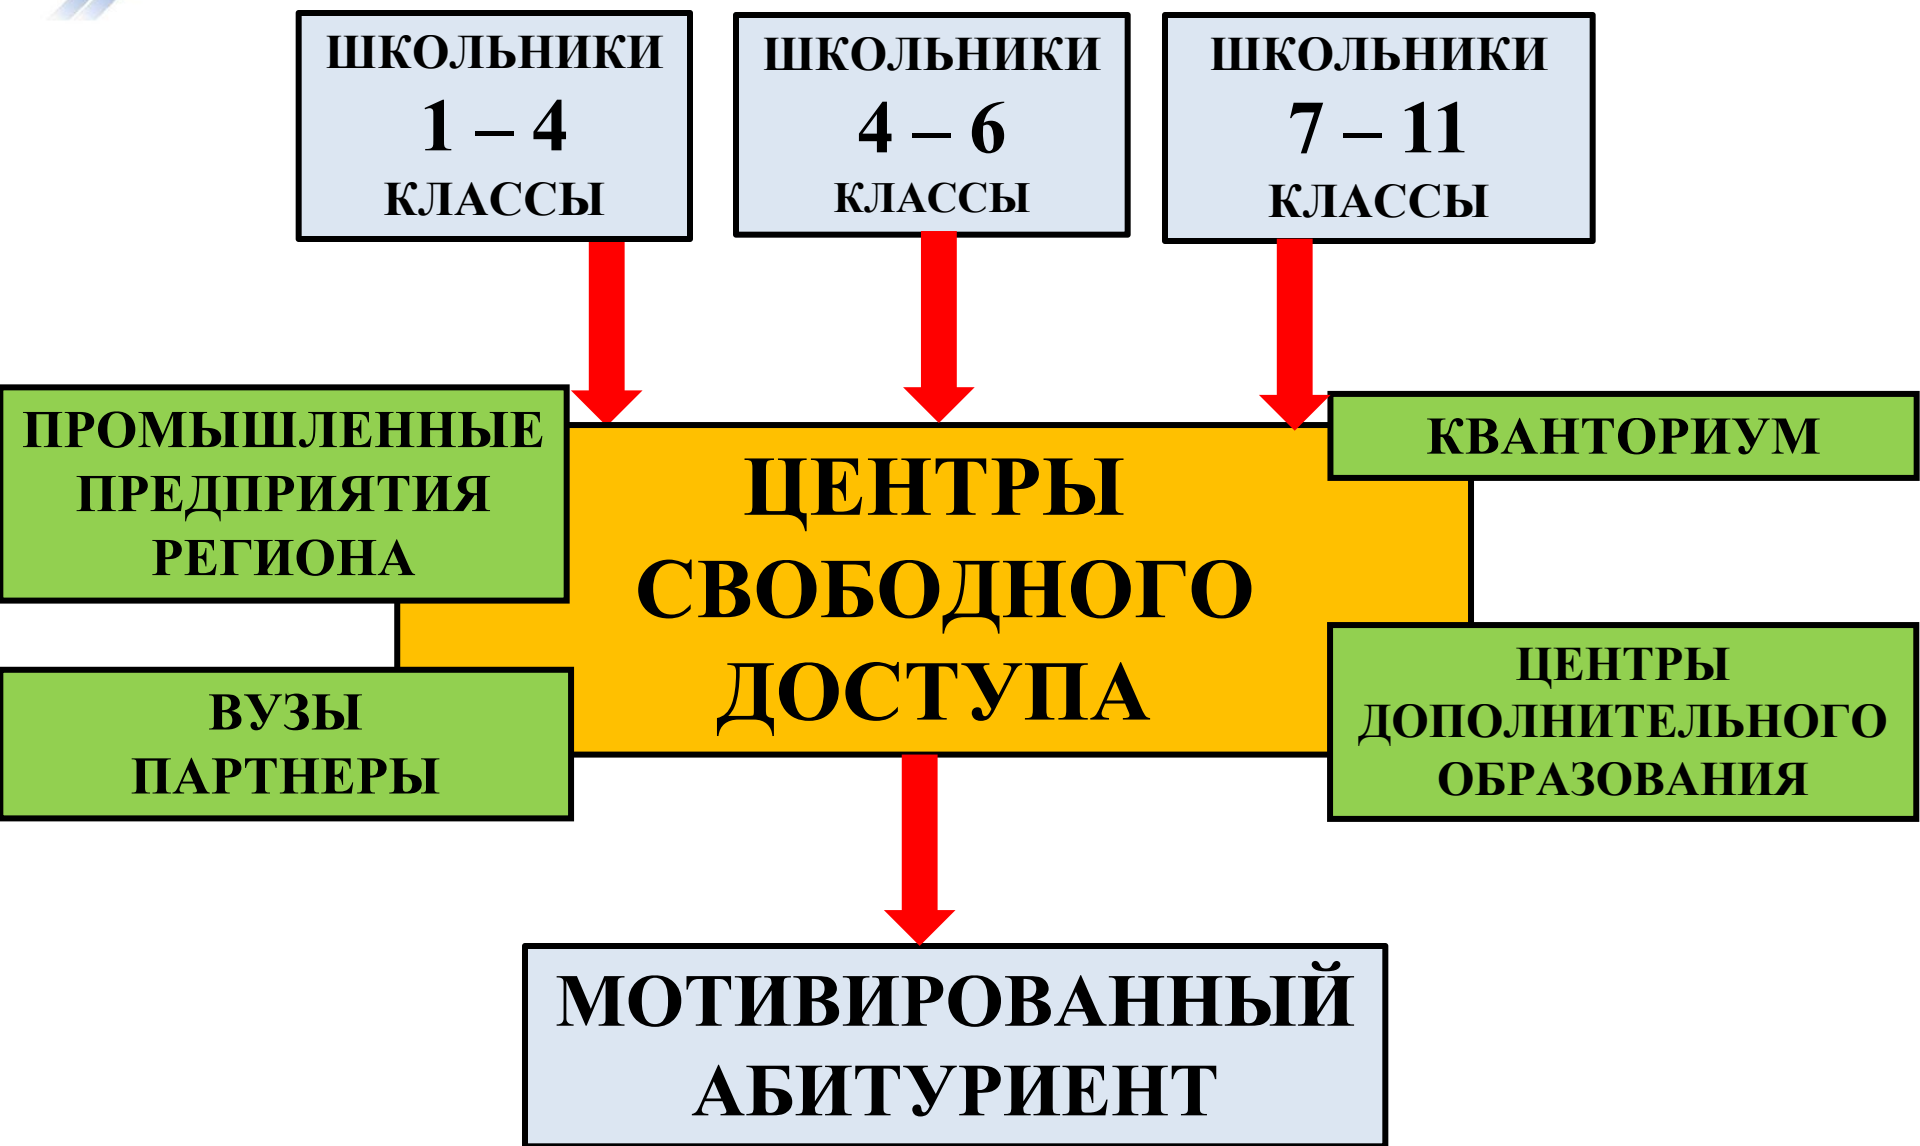 ШКОЛЬНИКИ
1 – 4
КЛАССЫ
ШКОЛЬНИКИ
4 – 6
КЛАССЫ
ШКОЛЬНИКИ
7 – 11
КЛАССЫ
ПРОМЫШЛЕННЫЕ
ПРЕДПРИЯТИЯ
РЕГИОНА
ВУЗЫ
ПАРТНЕРЫ
ЦЕНТРЫ
СВОБОДНОГО
ДОСТУПА
КВАНТОРИУМ
ЦЕНТРЫ
ДОПОЛНИТЕЛЬНОГО
ОБРАЗОВАНИЯ
МОТИВИРОВАННЫЙ
АБИТУРИЕНТ